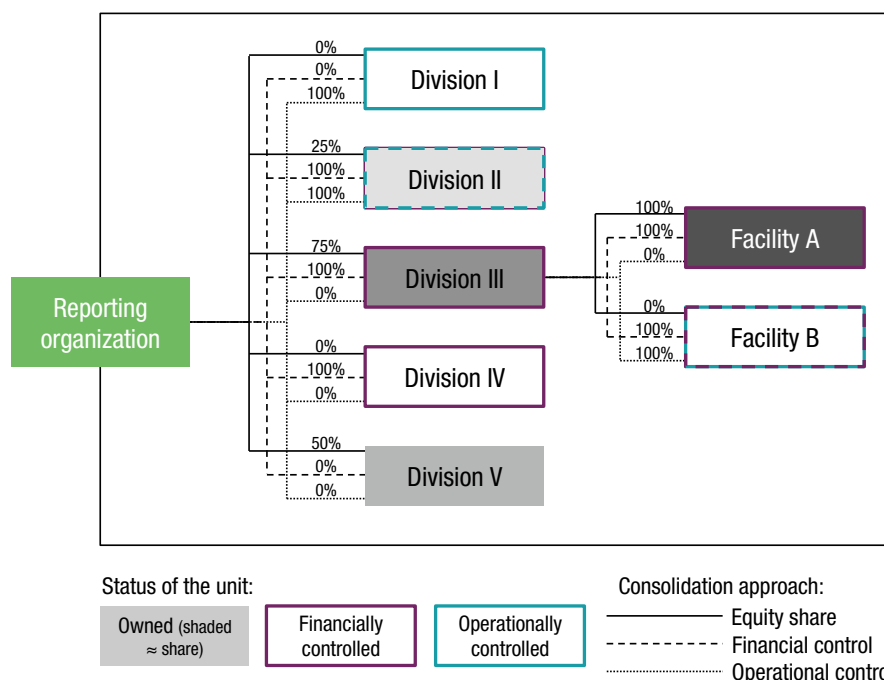 0%
0%
100%
Division I
25%
100%
100%
Division II
75%
100%
0%
Division III
100%
100%
0%
Facility A
Reporting
organization
0%
100%
0%
Division IV
0%
100%
100%
Facility B
50%
0%
0%
Division V
Status of the unit:
Owned (shaded
≈ share)
Financially
controlled
Operationally
controlled
Consolidation approach:
Equity share
Financial control
Operational contro